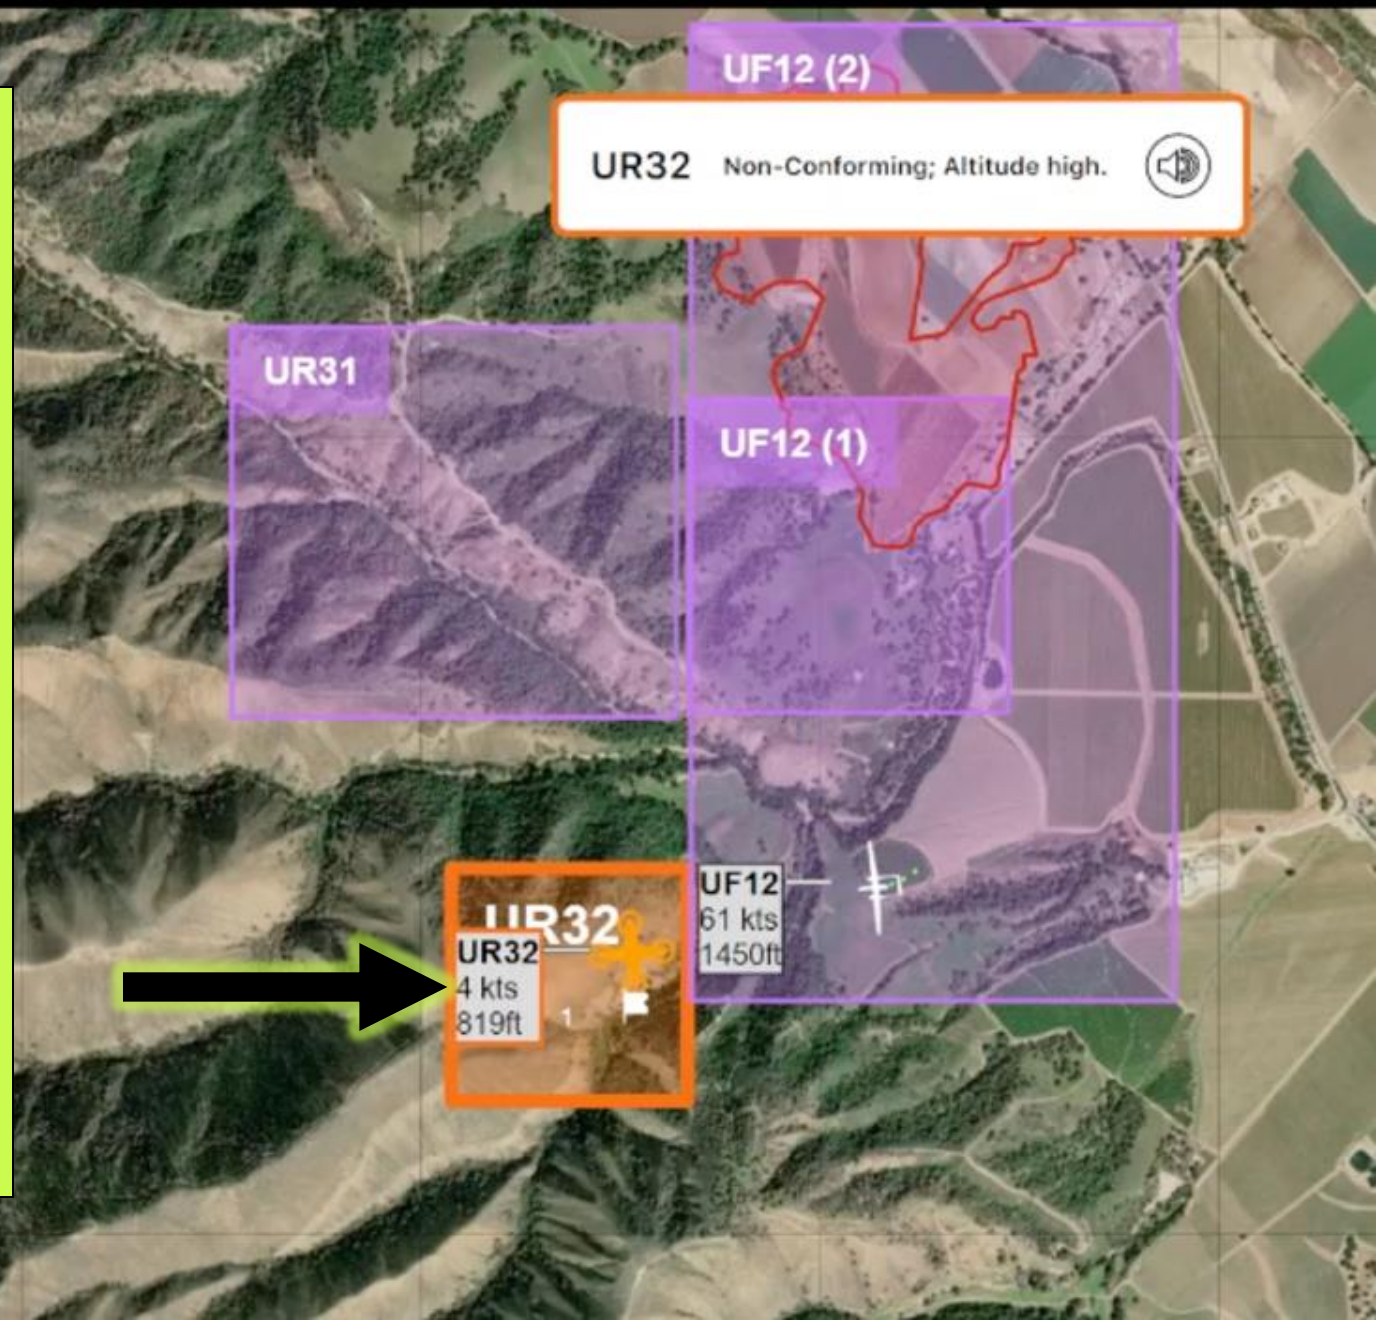 UF12 (2)
UR32 Non-Conforming; Altitude high.
UR31
UF12 (1)
UR32
UR32
4 kts
819ft
1
UF12
61 kts
1450ft